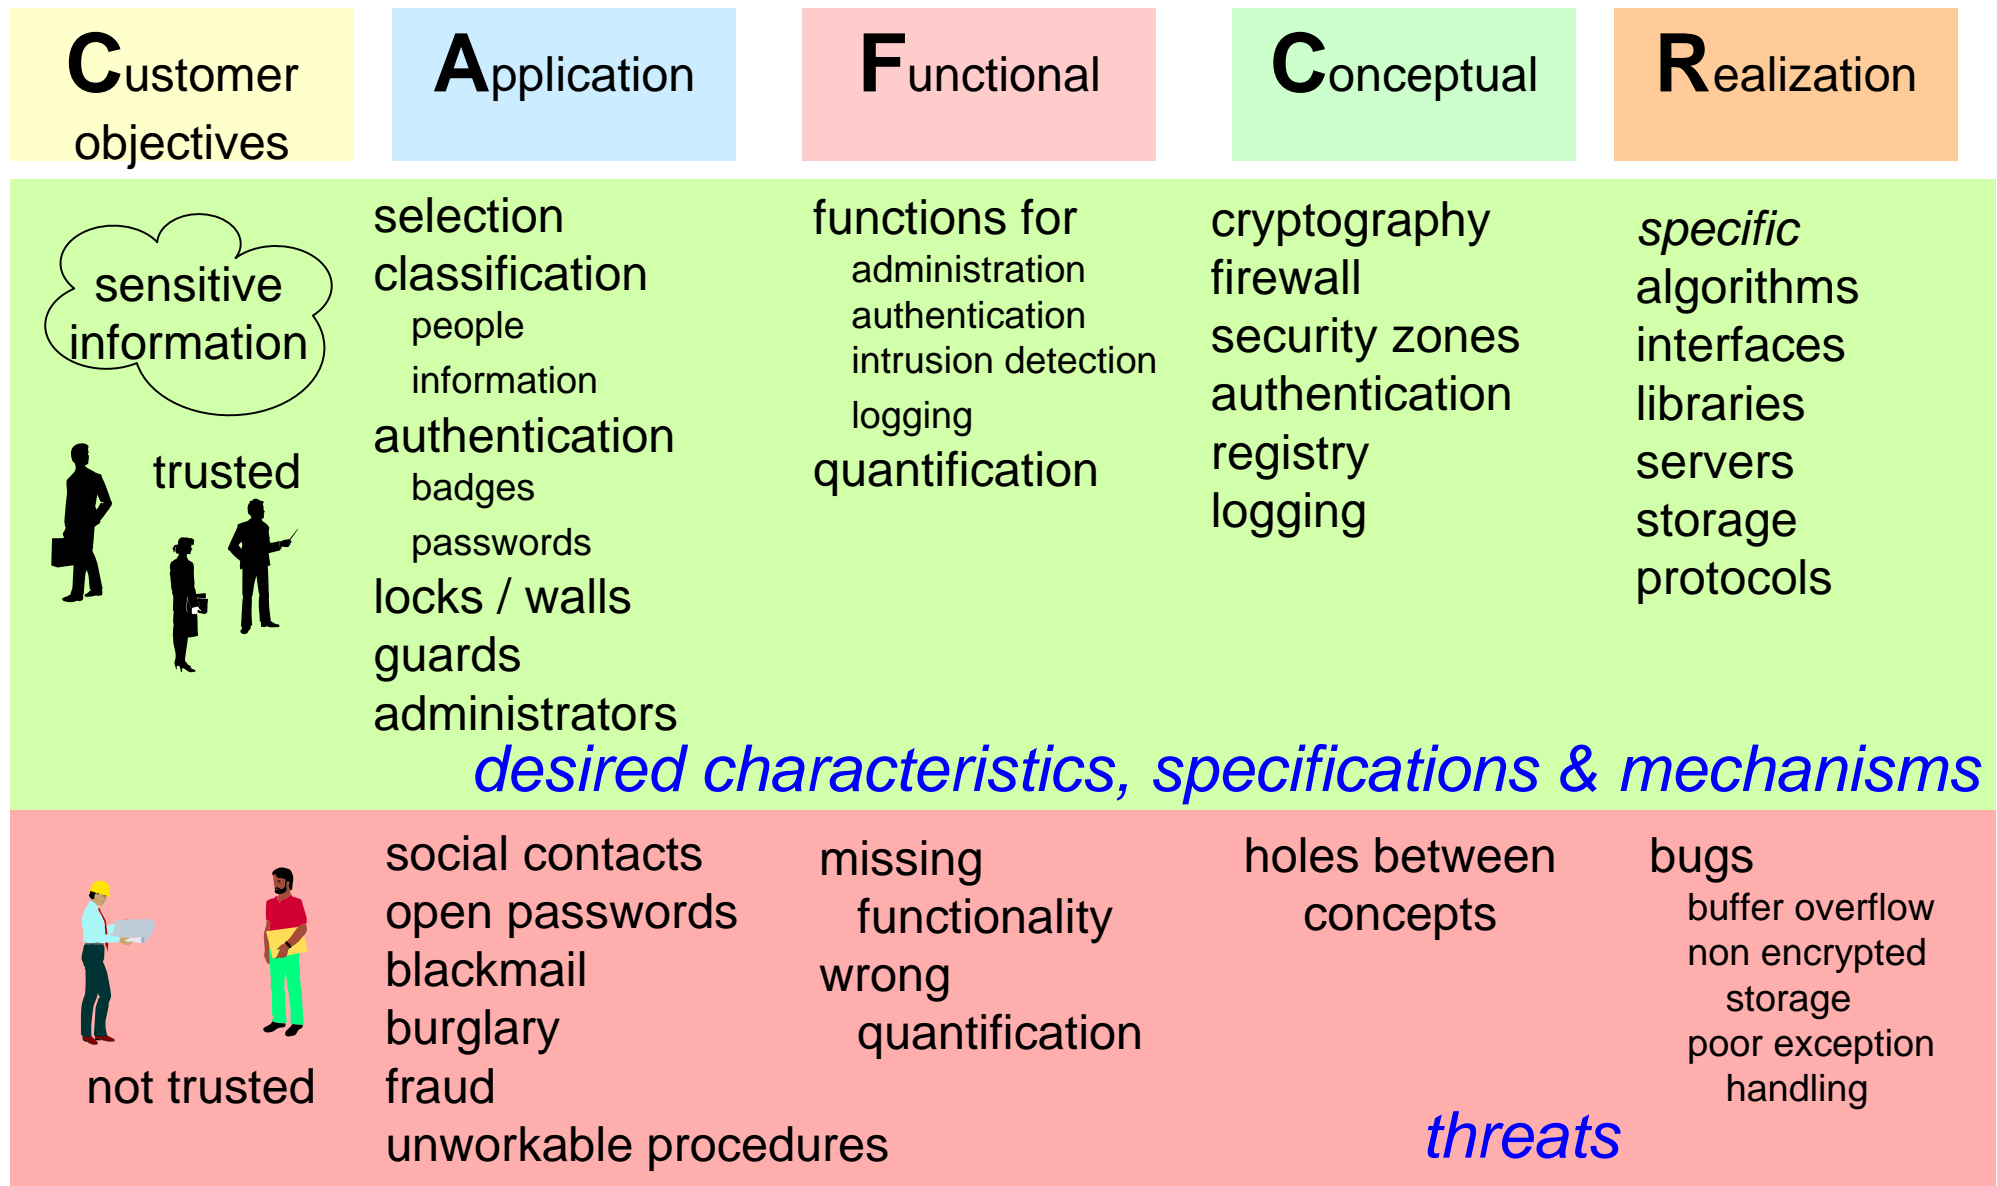 Customer
objectives
Application
Functional
Conceptual
Realization
sensitive
information
trusted
selection
classification
people
information
authentication
badges
passwords
locks / walls
guards
administrators
functions for
administration
authentication
intrusion detection
logging
quantification
cryptography
firewall
security zones
authentication
registry
logging
specific
algorithms
interfaces
libraries
servers
storage
protocols
desired characteristics, specifications & mechanisms
not trusted
social contacts
open passwords
blackmail
burglary
fraud
unworkable procedures
missing
functionality
wrong
quantification
holes between
concepts
bugs
buffer overflow
non encrypted
storage
poor exception
handling
threats